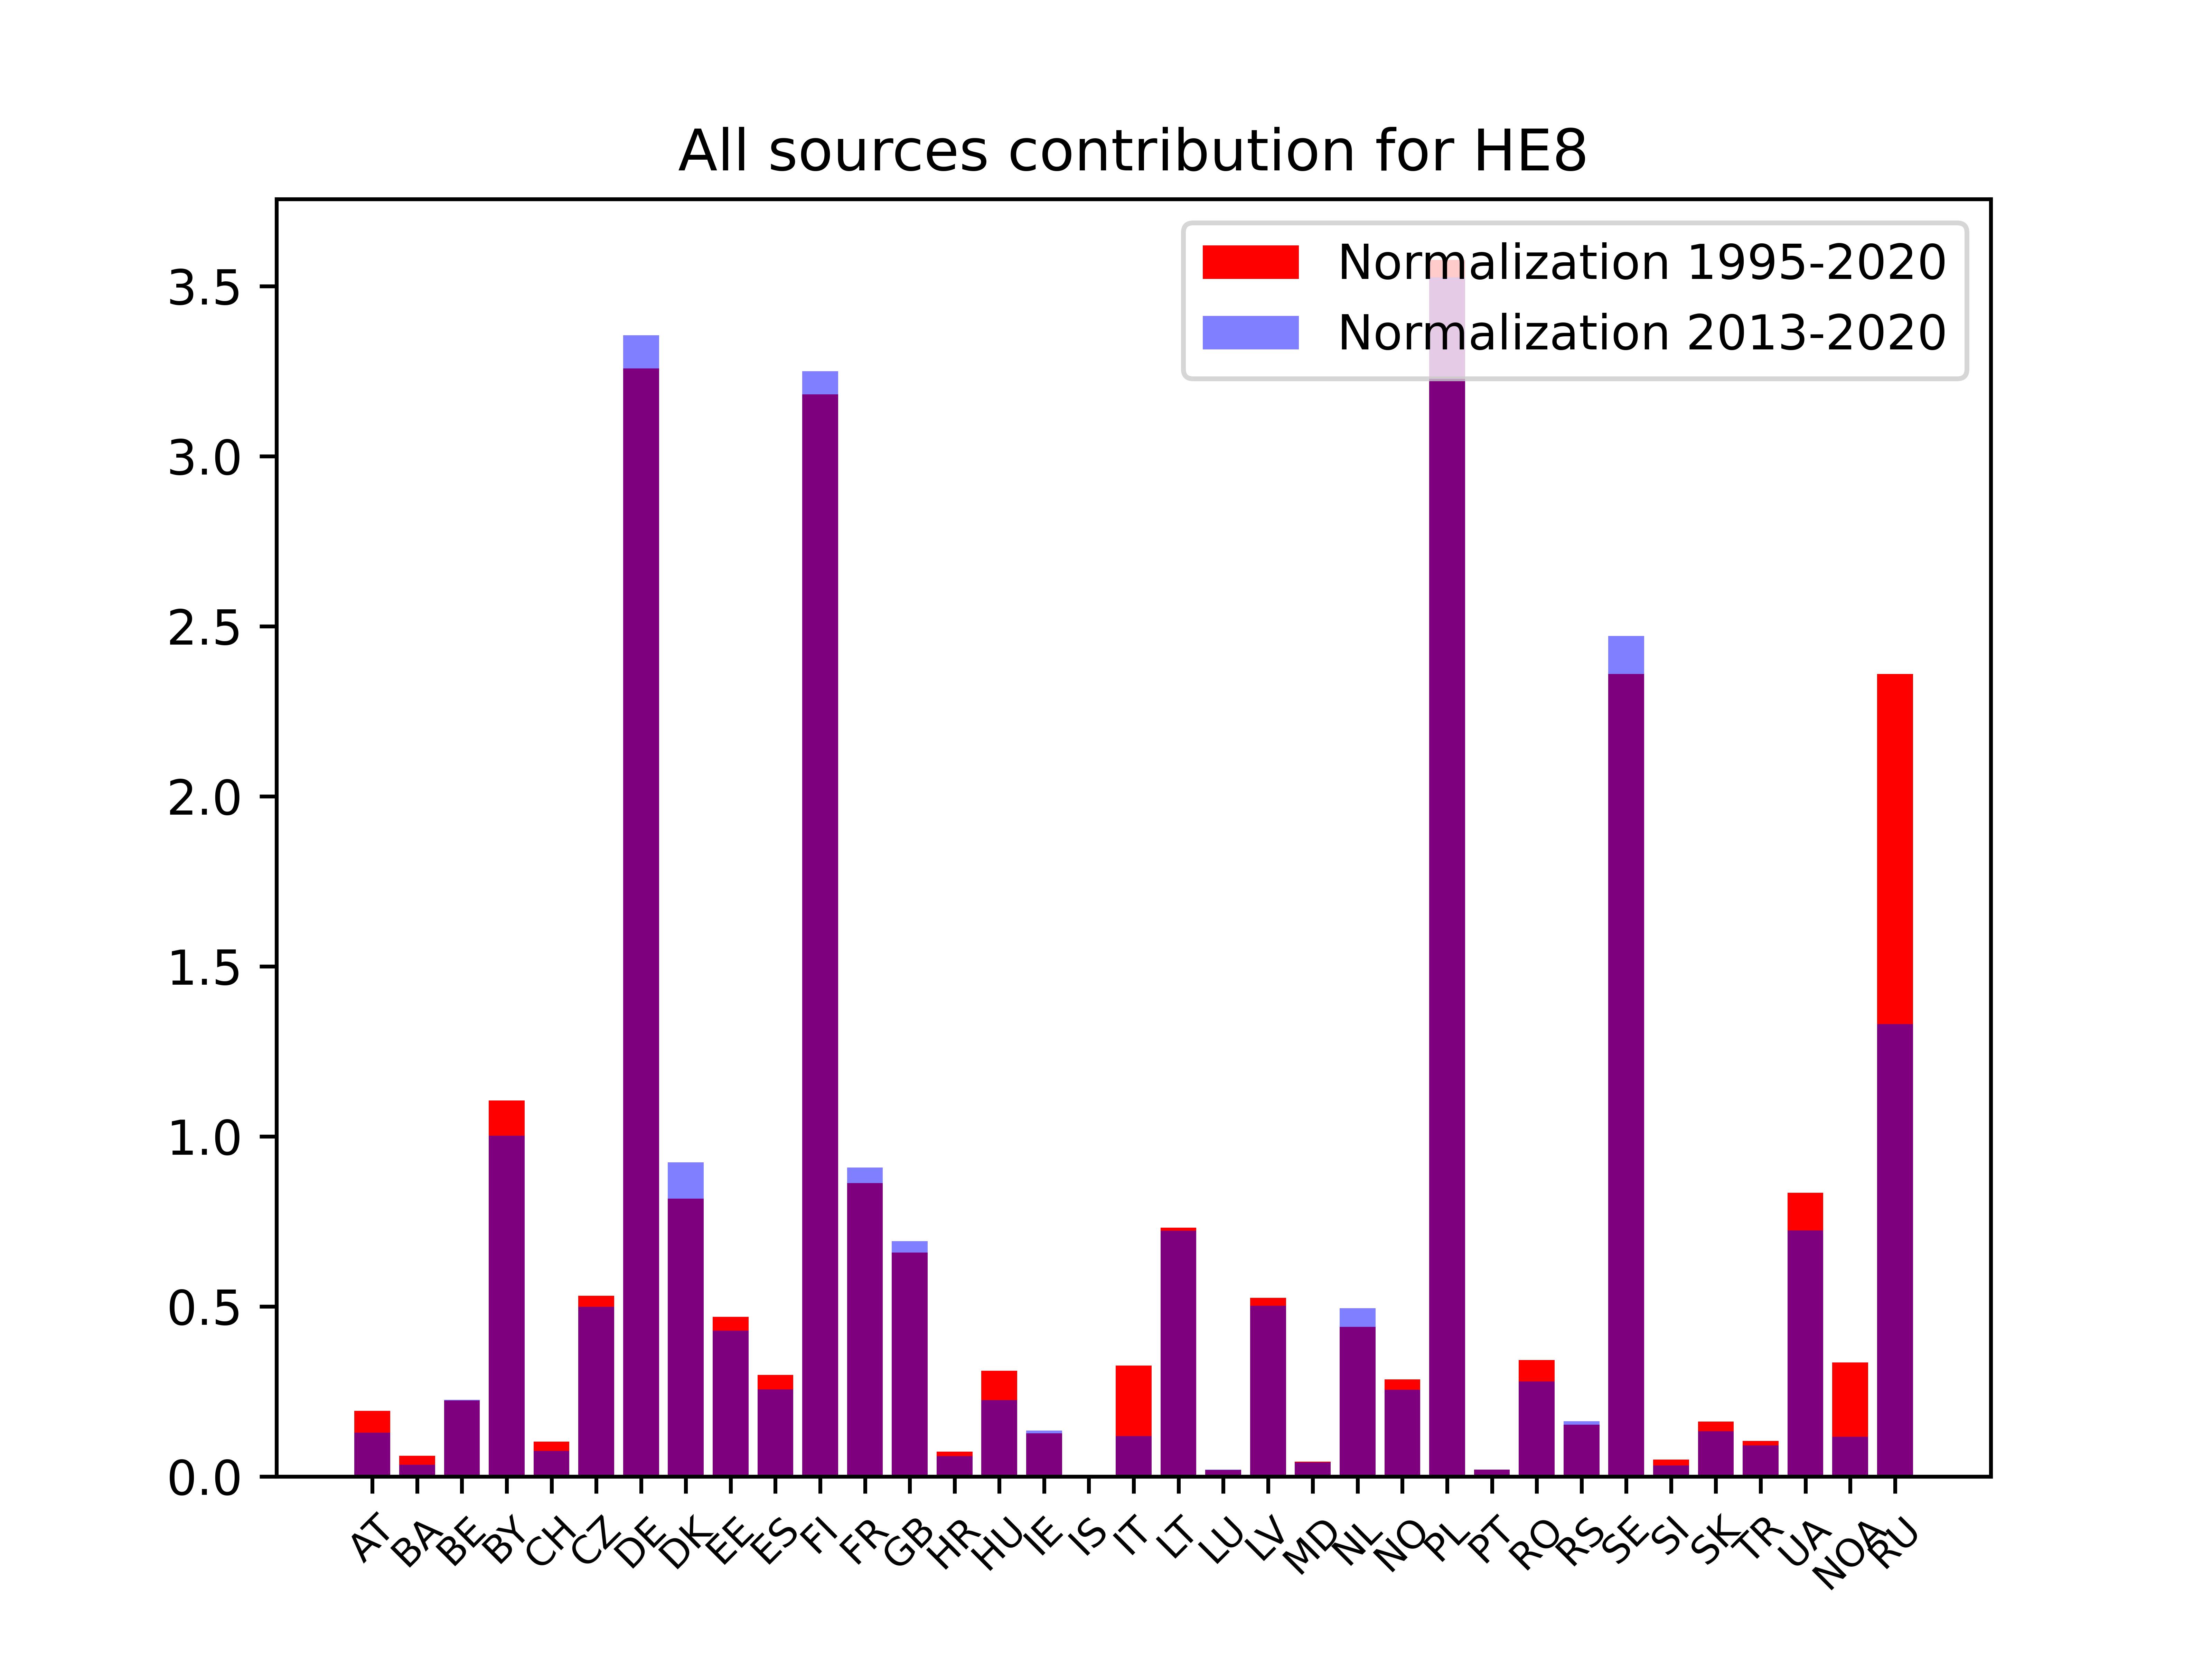 All sources contribution for HE8
Normalization 1995-2020
Normalization 2013-2020
3.5
3.0
2.5
2.0
1.5
1.0
0.5
0.0
AT BA BE BY CH CZ DE DK EE ES FI FR GB HR HU IE IS IT LT LU LV MD NL NO PL PT RO RS SE SI SK TR UA NOA RU